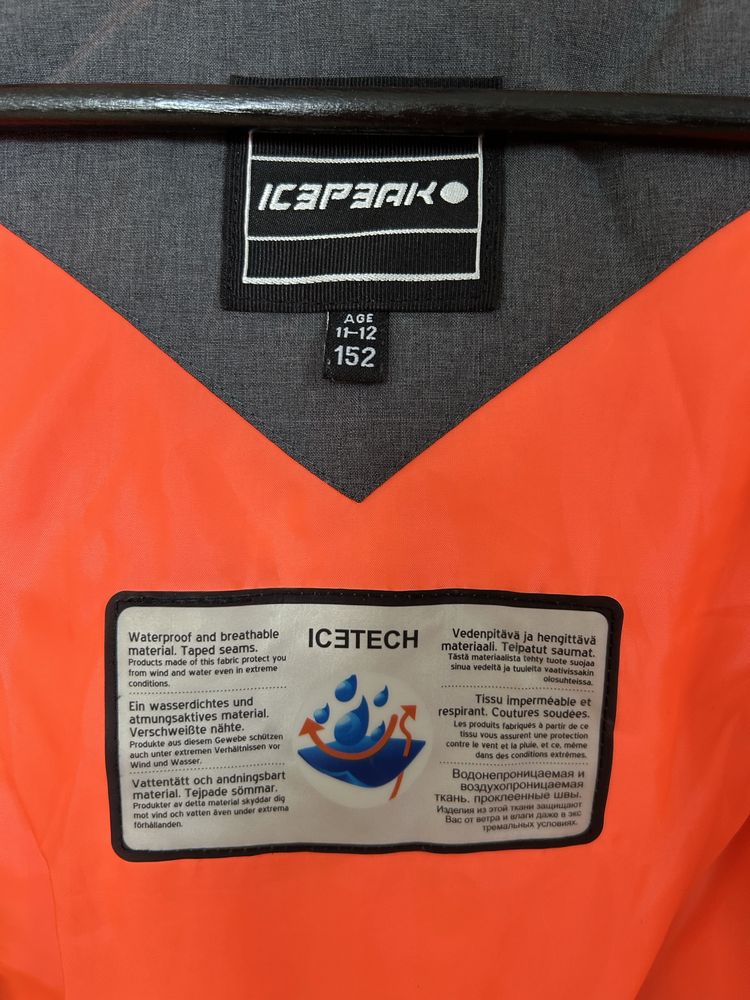 ICEPEAK
AGE
11-12
152
ICETECH
Waterproof and breathable
material. Taped seams.
Products made of this fabric protect you
from wind and water even in extreme
conditions.
Ein wasserdichtes und
atmungsaktives material.
Verschweißte nähte.
Produkte aus diesem Gewebe schützen
auch unter extremen Verhältnissen vor
Wind und Wasser.
Vattentätt och andningsbart
material. Tejpade sömmar.
Produkter av detta material skyddar dig
mot vind och vatten även under extrema
förhållanden.
Vedenpitävä ja hengittävä
materiaali. Teipatut saumat.
Tästä materiaalista tehty tuote suojaa
sinua vedeltä ja tuulelta vaativissakin
olosuhteissa.
Tissu imperméable et
respirant. Coutures soudées.
Les produits fabriqués à partir de ce
tissu vous assurent une protection
contre le vent et la pluie, et ce, même
dans des conditions extrêmes.
Водонепроницаемая и
воздухопроницаемая
ткань. проклеенные швы.
Изделия из этой ткани защищают
Вас от ветра и влаги даже в экс
тремальных условиях.